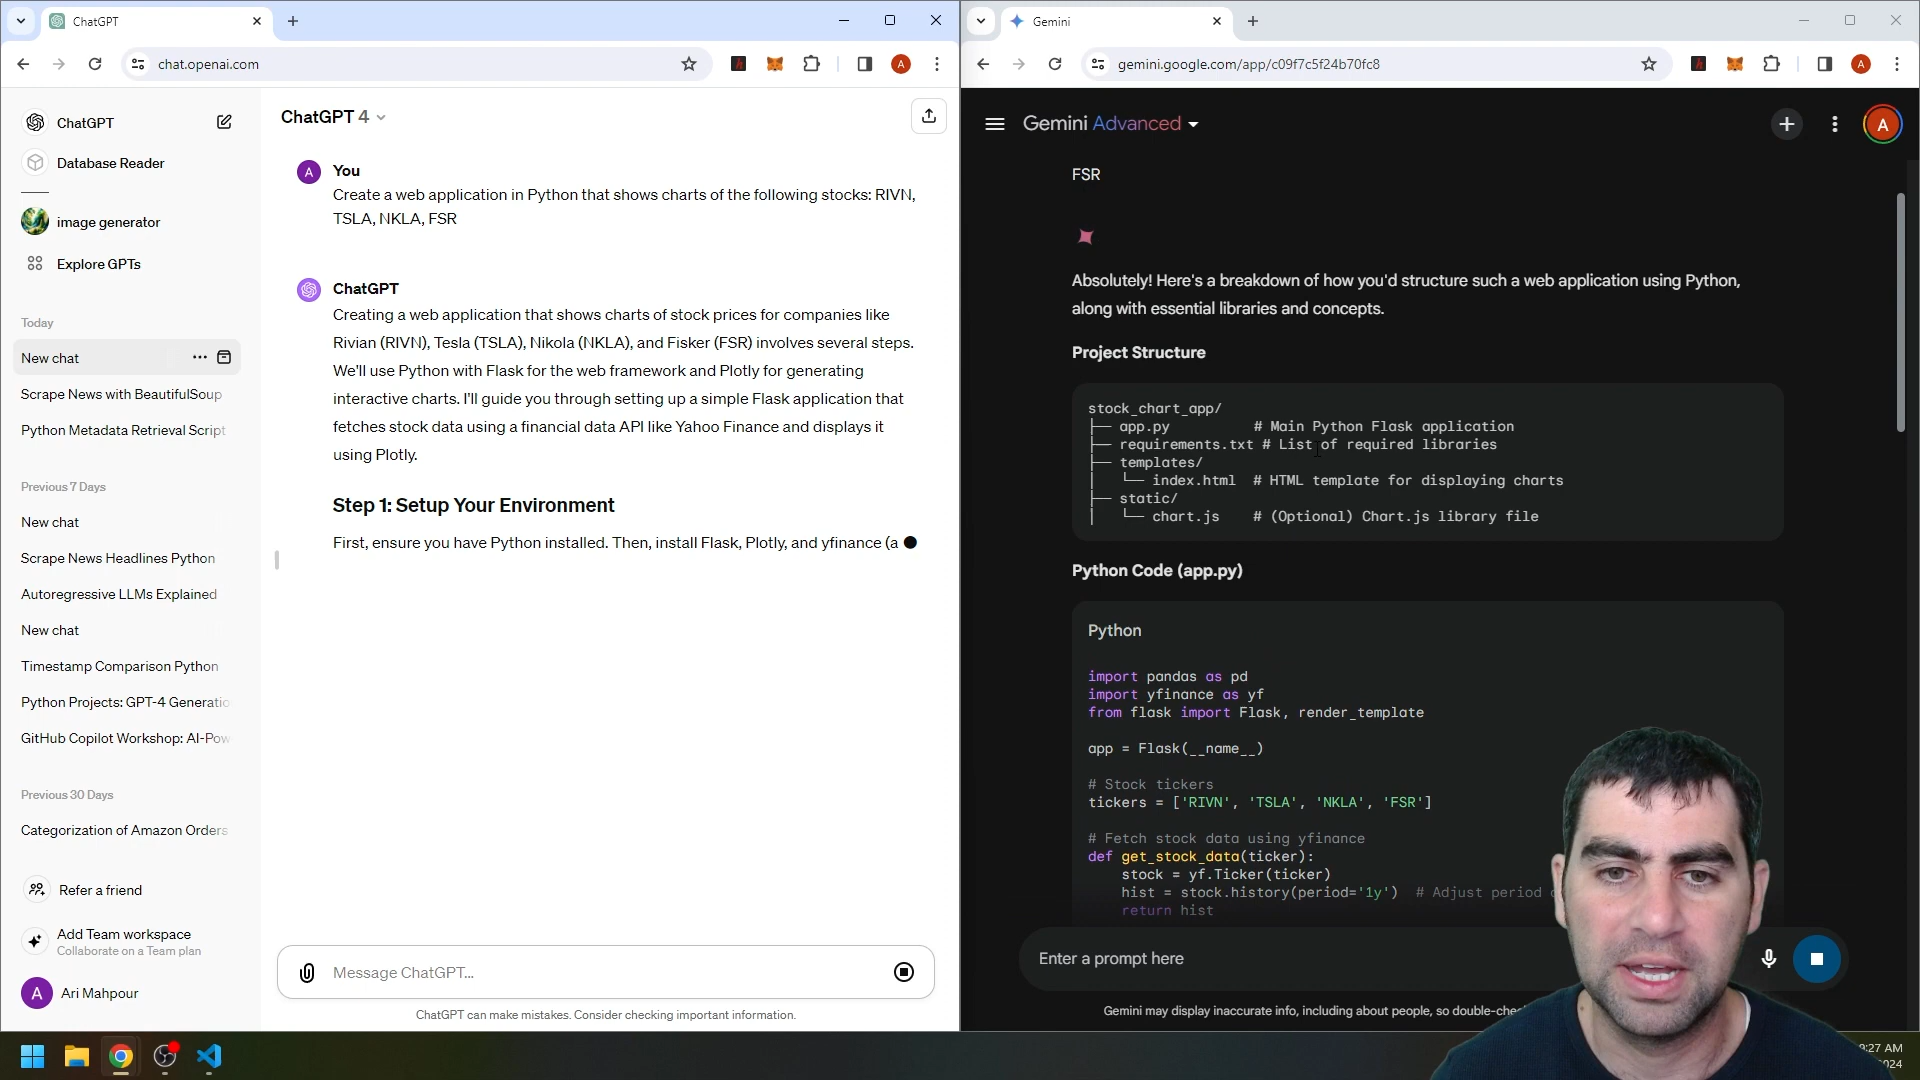 ChatGPT
chat.openai.com
ChatGPT
Database Reader
image generator
Explore GPTs
Today
New chat
Scrape News with BeautifulSoup
Python Metadata Retrieval Script
Previous 7 Days
New chat
Scrape News Headlines Python
Autoregressive LLMs Explained
New chat
Timestamp Comparison Python
Python Projects: GPT-4 Generatio
GitHub Copilot Workshop: AI-Pow
Previous 30 Days
Categorization of Amazon Orders
Refer a friend
Add Team workspace
Collaborate on a Team plan
A
Ari Mahpour
ChatGPT 4
A
You
Create a web application in Python that shows charts of the following stocks: RIVN,
TSLA, NKLA, FSR
ChatGPT
Creating a web application that shows charts of stock prices for companies like
Rivian (RIVN), Tesla (TSLA), Nikola (NKLA), and Fisker (FSR) involves several steps.
We'll use Python with Flask for the web framework and Plotly for generating
interactive charts. I'll guide you through setting up a simple Flask application that
fetches stock data using a financial data API like Yahoo Finance and displays it
using Plotly.
Step 1: Setup Your Environment
First, ensure you have Python installed. Then, install Flask, Plotly, and yfinance (a
Message ChatGPT...
ChatGPT can make mistakes. Consider checking important information.
Gemini
gemini.google.com/app/c09f7c5f24b70fc8
A
Gemini Advanced
A
FSR
Absolutely! Here's a breakdown of how you'd structure such a web application using Python,
along with essential libraries and concepts.
Project Structure
stock_chart_app/
├── app.py # Main Python Flask application
├── requirements.txt # List of required libraries
├── templates/
│ └── index.html # HTML template for displaying charts
├── static/
│ └── chart.js # (Optional) Chart.js library file
Python Code (app.py)
Python
import pandas as pd
import yfinance as yf
from flask import Flask, render_template
app = Flask(__name__)
# Stock tickers
tickers = ['RIVN', 'TSLA', 'NKLA', 'FSR']
# Fetch stock data using yfinance
def get_stock_data(ticker):
stock = yf.Ticker(ticker)
hist = stock.history(period='1y') # Adjust period
return hist
Enter a prompt here
Gemini may display inaccurate info, including about people, so double-chec
9:27 AM